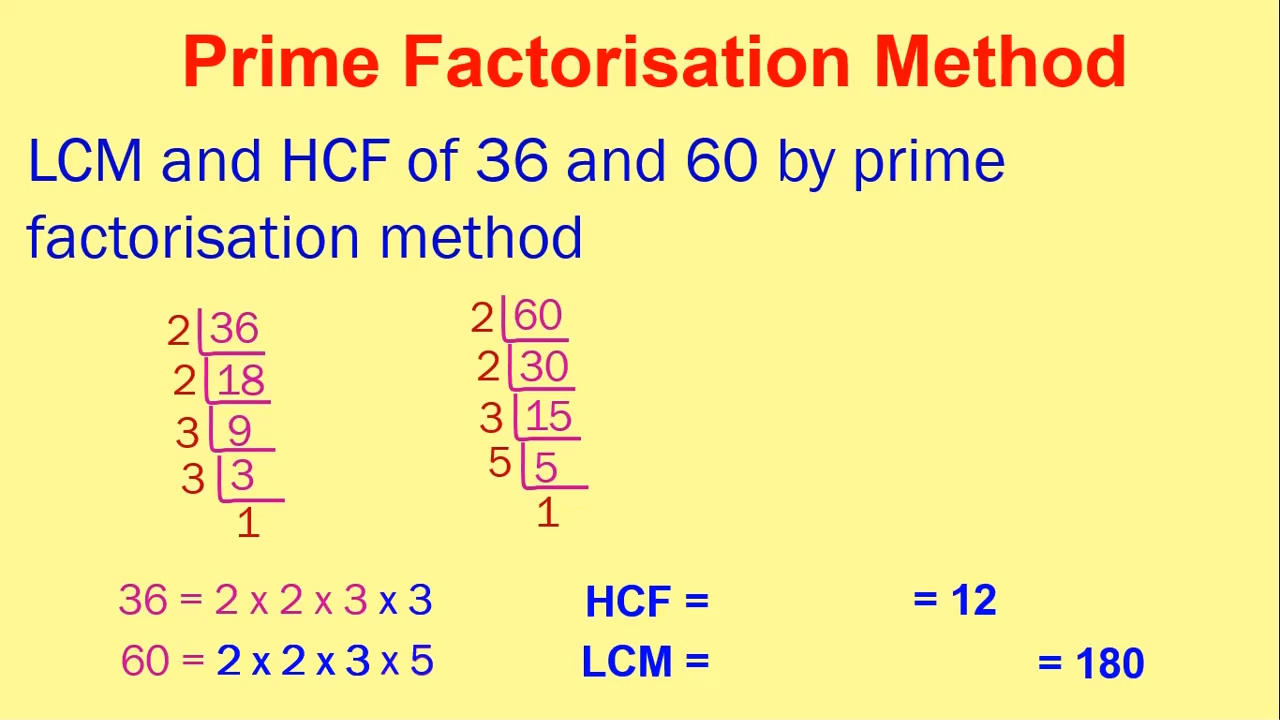 Prime Factorisation Method
LCM and HCF of 36 and 60 by prime
factorisation method
2 36
2 18
3 9
3 3
1
2 60
2 30
3 15
5 5
1
36 = 2 x 2 x 3 x 3
60 = 2 x 2 x 3 x 5
HCF = = 12
LCM = = 180